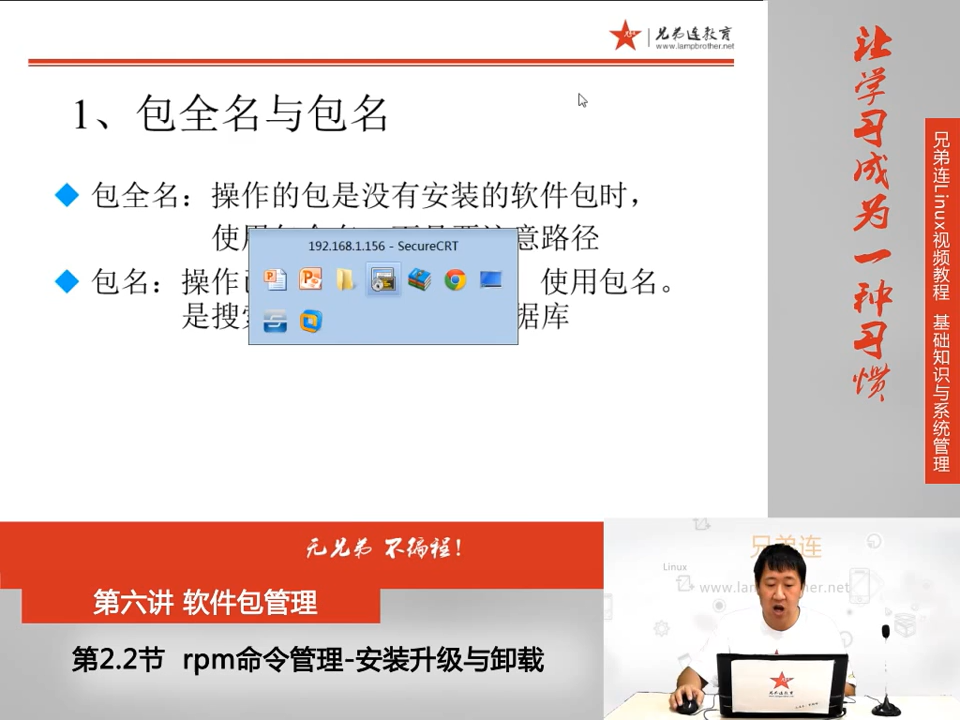 兄弟连教育
www.lampbrother.net
1、包全名与包名
包全名：操作的包是没有安装的软件包时，
使用 注意路径
192.168.1.156 - SecureCRT
包名：操作 使用包名。
是搜 据库
让学习成为一种习惯
兄弟连Linux视频教程 基础知识与系统管理
无兄弟 不编程！
第六讲 软件包管理
第2.2节 rpm命令管理-安装升级与卸载
兄弟连
Linux
www.lam her.net
兄弟连教育